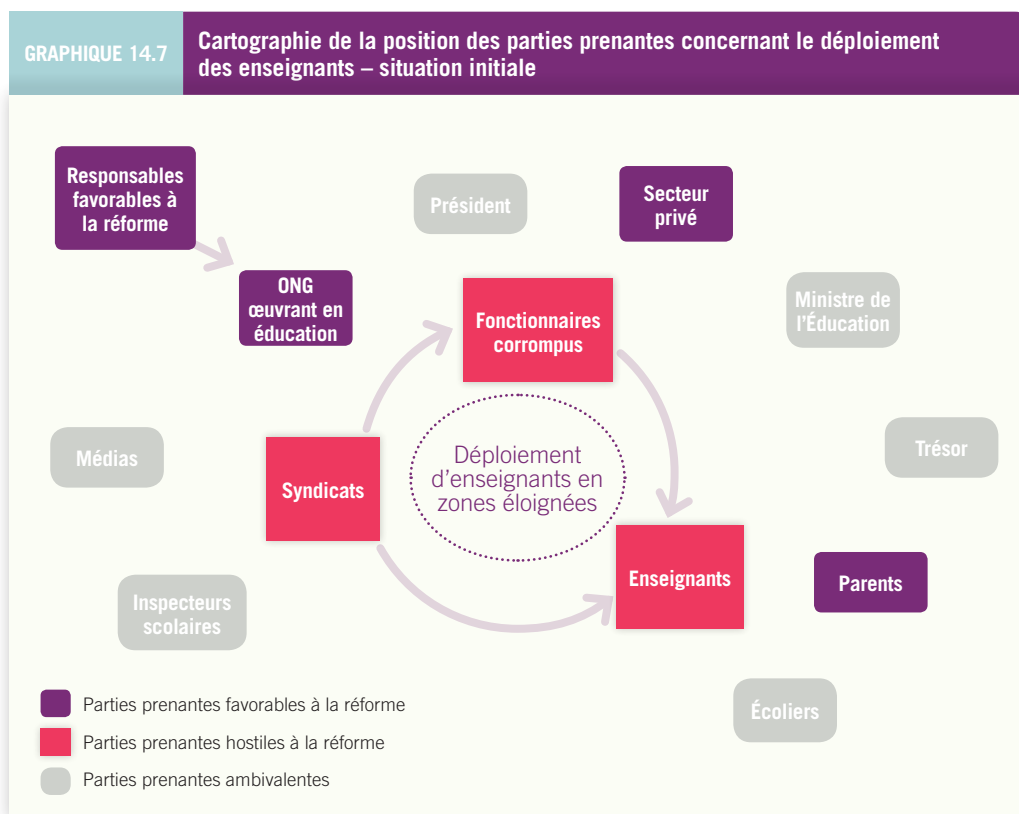 GRAPHIQUE 14.7
Cartographie de la position des parties prenantes concernant le déploiement
des enseignants – situation initiale
Responsables
favorables à
la réforme
Président
Secteur
privé
ONG
œuvrant en
éducation
Fonctionnaires
corrompus
Ministre de
l'Éducation
Médias
Syndicats
Déploiement
d'enseignants en
zones éloignées
Trésor
Enseignants
Parents
Inspecteurs
scolaires
Écoliers
Parties prenantes favorables à la réforme
Parties prenantes hostiles à la réforme
Parties prenantes ambivalentes